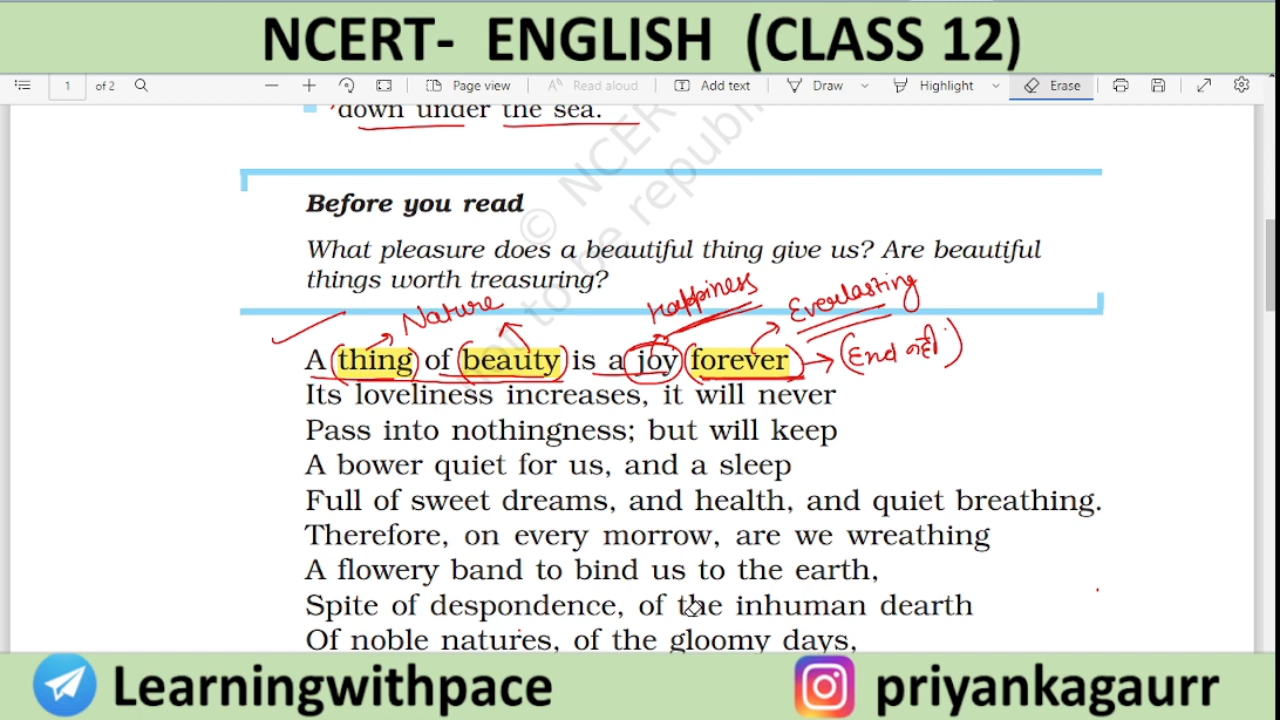 NCERT- ENGLISH (CLASS 12)
1 of 2 Page view Read aloud Add text Draw Highlight Erase
down under the sea.
© NCERT
not to be republi
Before you read
What pleasure does a beautiful thing give us? Are beautiful
things worth treasuring?
Nature Happiness Everlasting
A thing of beauty is a joy forever (End नही)
Its loveliness increases, it will never
Pass into nothingness; but will keep
A bower quiet for us, and a sleep
Full of sweet dreams, and health, and quiet breathing.
Therefore, on every morrow, are we wreathing
A flowery band to bind us to the earth,
Spite of despondence, of the inhuman dearth
Of noble natures, of the gloomy days,
Learningwithpace priyankagaurr